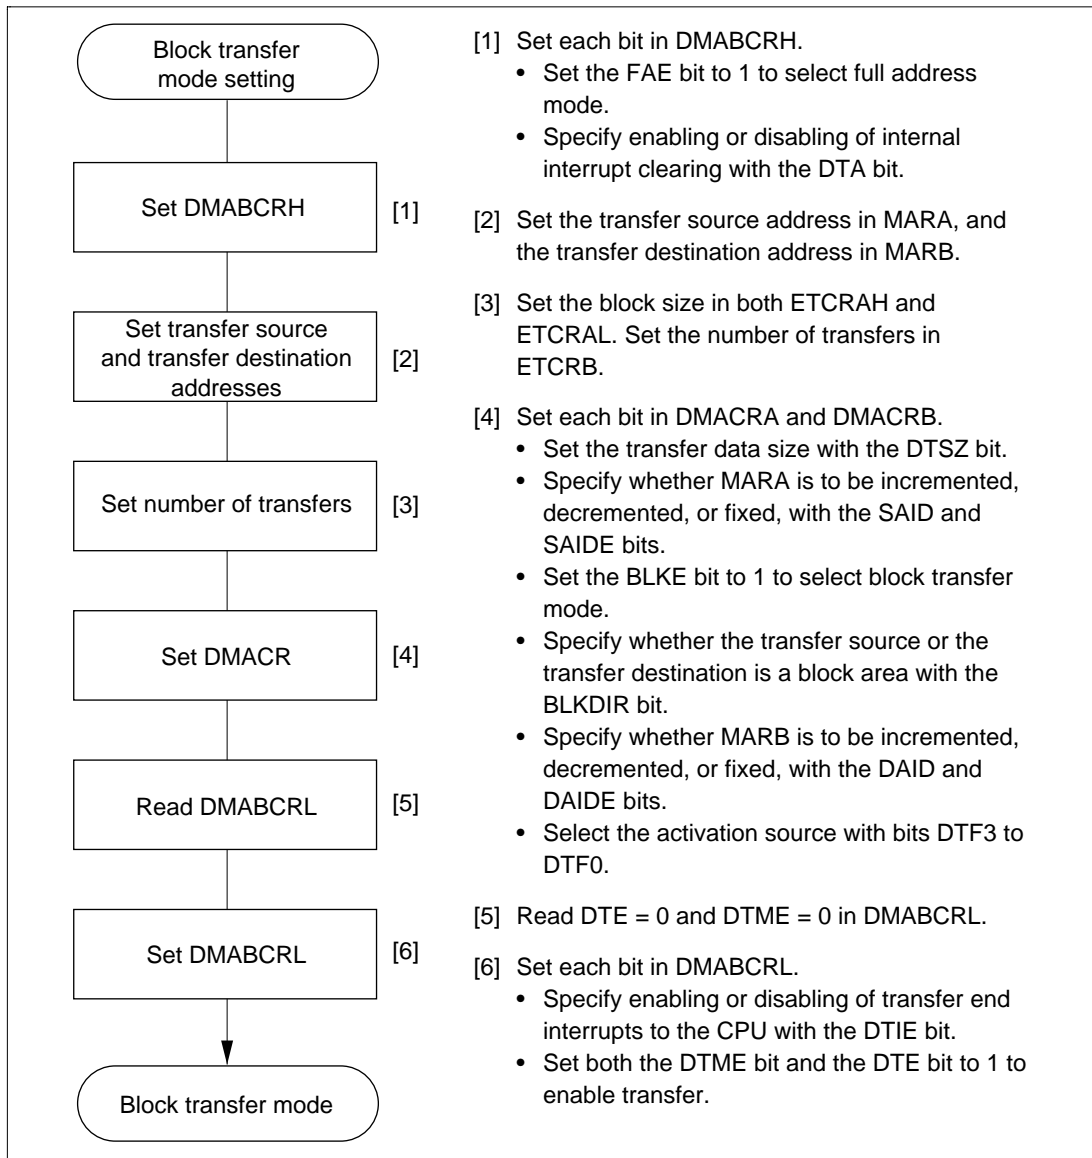 Block transfer
mode setting
Set DMABCRH
[1]
Set transfer source
and transfer destination
addresses
[2]
Set number of transfers
[3]
Set DMACR
[4]
Read DMABCRL
[5]
Set DMABCRL
[6]
Block transfer mode
[1] Set each bit in DMABCRH.
• Set the FAE bit to 1 to select full address
mode.
• Specify enabling or disabling of internal
interrupt clearing with the DTA bit.
[2] Set the transfer source address in MARA, and
the transfer destination address in MARB.
[3] Set the block size in both ETCRAH and
ETCRAL. Set the number of transfers in
ETCRB.
[4] Set each bit in DMACRA and DMACRB.
• Set the transfer data size with the DTSZ bit.
• Specify whether MARA is to be incremented,
decremented, or fixed, with the SAID and
SAIDE bits.
• Set the BLKE bit to 1 to select block transfer
mode.
• Specify whether the transfer source or the
transfer destination is a block area with the
BLKDIR bit.
• Specify whether MARB is to be incremented,
decremented, or fixed, with the DAID and
DAIDE bits.
• Select the activation source with bits DTF3 to
DTF0.
[5] Read DTE = 0 and DTME = 0 in DMABCRL.
[6] Set each bit in DMABCRL.
• Specify enabling or disabling of transfer end
interrupts to the CPU with the DTIE bit.
• Set both the DTME bit and the DTE bit to 1 to
enable transfer.